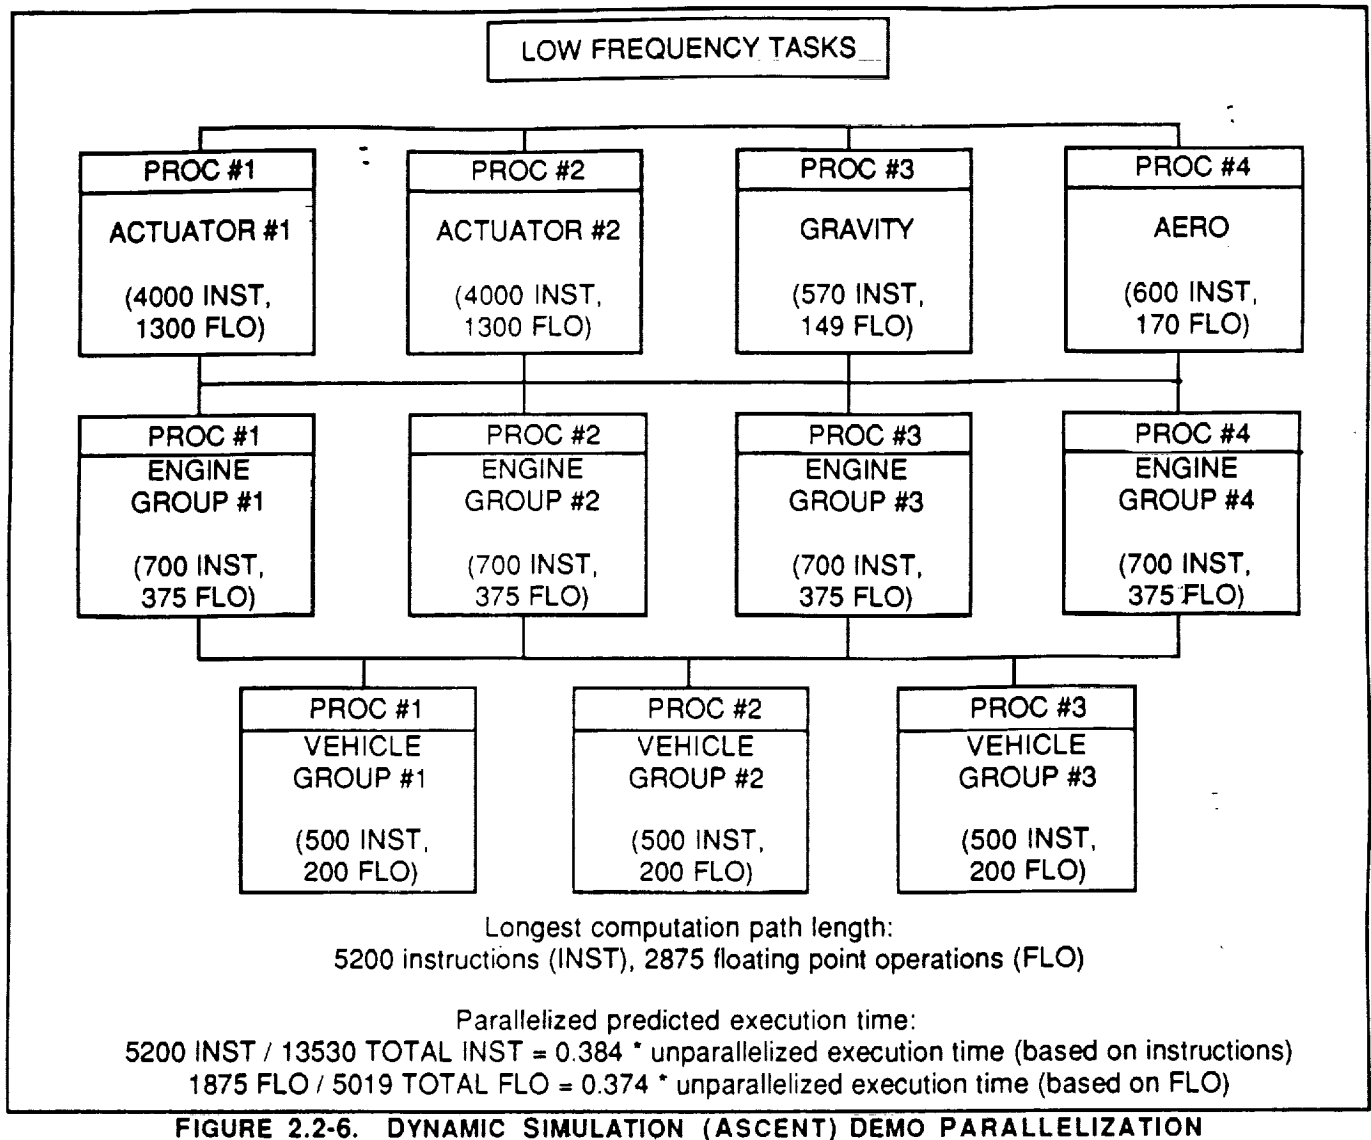 LOW FREQUENCY TASKS
PROC #1
ACTUATOR #1
(4000 INST,
1300 FLO)
PROC #2
ACTUATOR #2
(4000 INST,
1300 FLO)
PROC #3
GRAVITY
(570 INST,
149 FLO)
PROC #4
AERO
(600 INST,
170 FLO)
PROC #1
ENGINE
GROUP #1
(700 INST,
375 FLO)
PROC #2
ENGINE
GROUP #2
(700 INST,
375 FLO)
PROC #3
ENGINE
GROUP #3
(700 INST,
375 FLO)
PROC #4
ENGINE
GROUP #4
(700 INST,
375 FLO)
PROC #1
VEHICLE
GROUP #1
(500 INST,
200 FLO)
PROC #2
VEHICLE
GROUP #2
(500 INST,
200 FLO)
PROC #3
VEHICLE
GROUP #3
(500 INST,
200 FLO)
Longest computation path length:
5200 instructions (INST), 2875 floating point operations (FLO)
Parallelized predicted execution time:
5200 INST / 13530 TOTAL INST = 0.384 * unparallelized execution time (based on instructions)
1875 FLO / 5019 TOTAL FLO = 0.374 * unparallelized execution time (based on FLO)
FIGURE 2.2-6. DYNAMIC SIMULATION (ASCENT) DEMO PARALLELIZATION